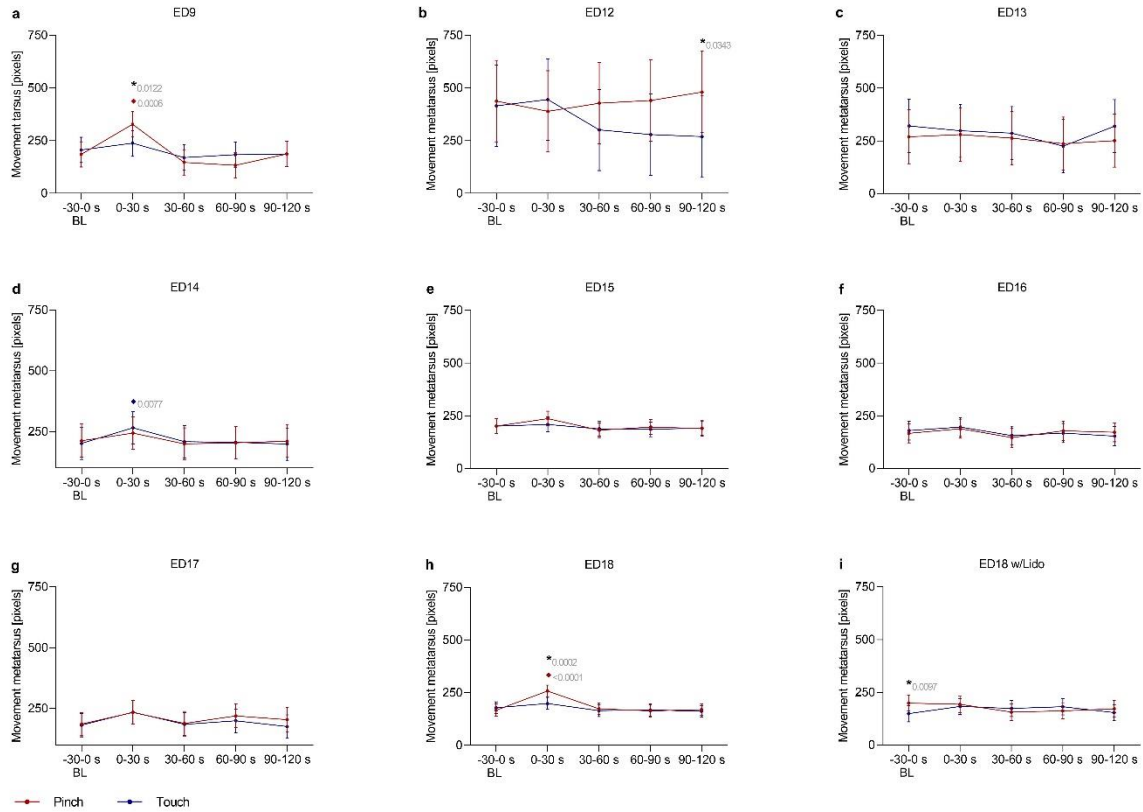 a ED9
Movement tarsus [pixels]
750
500
250
0
*0.0122
0.0006
-30-0 s 0-30 s 30-60 s 60-90 s 90-120 s
BL
b ED12
Movement metatarsus [pixels]
750
500
250
0
*0.0343
-30-0 s 0-30 s 30-60 s 60-90 s 90-120 s
BL
c ED13
Movement metatarsus [pixels]
750
500
250
0
-30-0 s 0-30 s 30-60 s 60-90 s 90-120 s
BL
d ED14
Movement metatarsus [pixels]
750
500
250
0.0077
-30-0 s 0-30 s 30-60 s 60-90 s 90-120 s
BL
e ED15
Movement metatarsus [pixels]
750
500
250
0
-30-0 s 0-30 s 30-60 s 60-90 s 90-120 s
BL
f ED16
Movement metatarsus [pixels]
750
500
250
0
-30-0 s 0-30 s 30-60 s 60-90 s 90-120 s
BL
g ED17
Movement metatarsus [pixels]
750
500
250
-30-0 s 0-30 s 30-60 s 60-90 s 90-120 s
BL
h ED18
Movement metatarsus [pixels]
750
500
250
0
*0.0002
<0.0001
-30-0 s 0-30 s 30-60 s 60-90 s 90-120 s
BL
i ED18 w/Lido
Movement metatarsus [pixels]
750
500
250
0
*0.0097
-30-0 s 0-30 s 30-60 s 60-90 s 90-120 s
BL
Pinch Touch